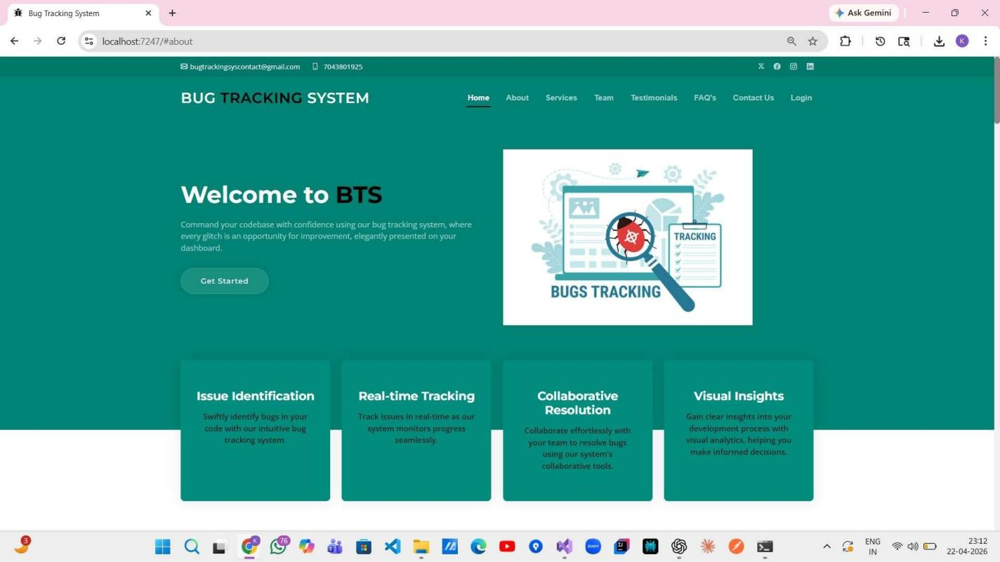 Bug Tracking System
Ask Gemini
localhost:7247/#about
K
bugtrackingsyscontact@gmail.com 7043801925
BUG TRACKING SYSTEM
Home About Services Team Testimonials FAQ's Contact Us Login
Welcome to BTS
Command your codebase with confidence using our bug tracking system, where
every glitch is an opportunity for improvement, elegantly presented on your
dashboard.
Get Started
TRACKING
BUGS TRACKING
Issue Identification
Swiftly identify bugs in your
code with our intuitive bug
tracking system.
Real-time Tracking
Track issues in real-time as our
system monitors progress
seamlessly.
Collaborative
Resolution
Collaborate effortlessly with
your team to resolve bugs
using our system's
collaborative tools.
Visual Insights
Gain clear insights into your
development process with
visual analytics, helping you
make informed decisions.
3
K
76
zoom
ENG
IN
23:12
22-04-2026